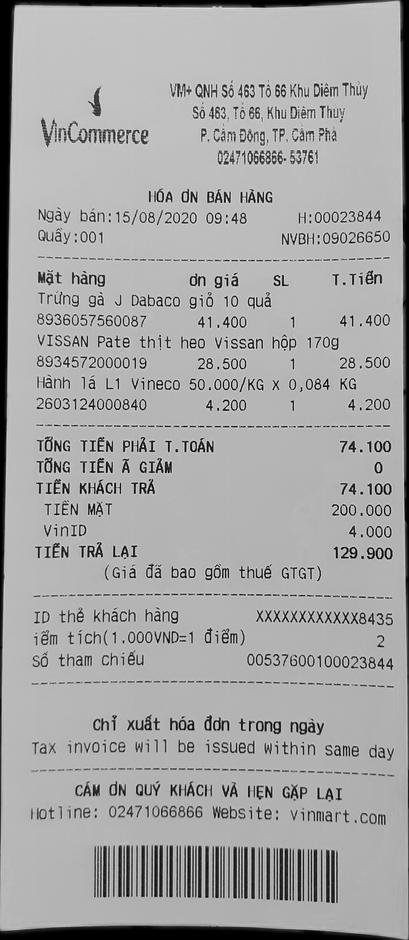 VinCommerce
VM+ QNH Số 463 Tổ 66 Khu Diêm Thủy
Số 463, Tổ 66, Khu Diêm Thuỵ
P. Cẩm Đông, TP. Cẩm Phả
02471066866-53761
HÓA ƠN BÁN HÀNG
Ngày bán:15/08/2020 09:48 H:00023844
Quầy:001 NVBH:09026650
Mặt hàng ơn giá SL T.Tiền
Trứng gà J Dabaco giỏ 10 quả
8936057560087 41.400 1 41.400
VISSAN Pate thịt heo Vissan hộp 170g
8934572000019 28.500 1 28.500
Hành lá L1 Vineco 50.000/KG X 0,084 KG
2603124000840 4.200 1 4.200
TỔNG TIỀN PHẢI T.TOÁN 74.100
TỔNG TIỀN Ã GIẢM 0
TIỀN KHÁCH TRẢ 74.100
TIỀN MẶT 200.000
VinID 4.000
TIỀN TRẢ LẠI 129.900
(Giá đã bao gồm thuế GTGT)
ID thẻ khách hàng XXXXXXXXXXXX8435
iểm tích(1.000VND=1 điểm) 2
Số tham chiếu 00537600100023844
Chỉ xuất hóa đơn trong ngày
Tax invoice will be issued within same day
CẢM ƠN QUÝ KHÁCH VÀ HẸN GẶP LẠI
Hotline: 02471066866 Website: vinmart.com